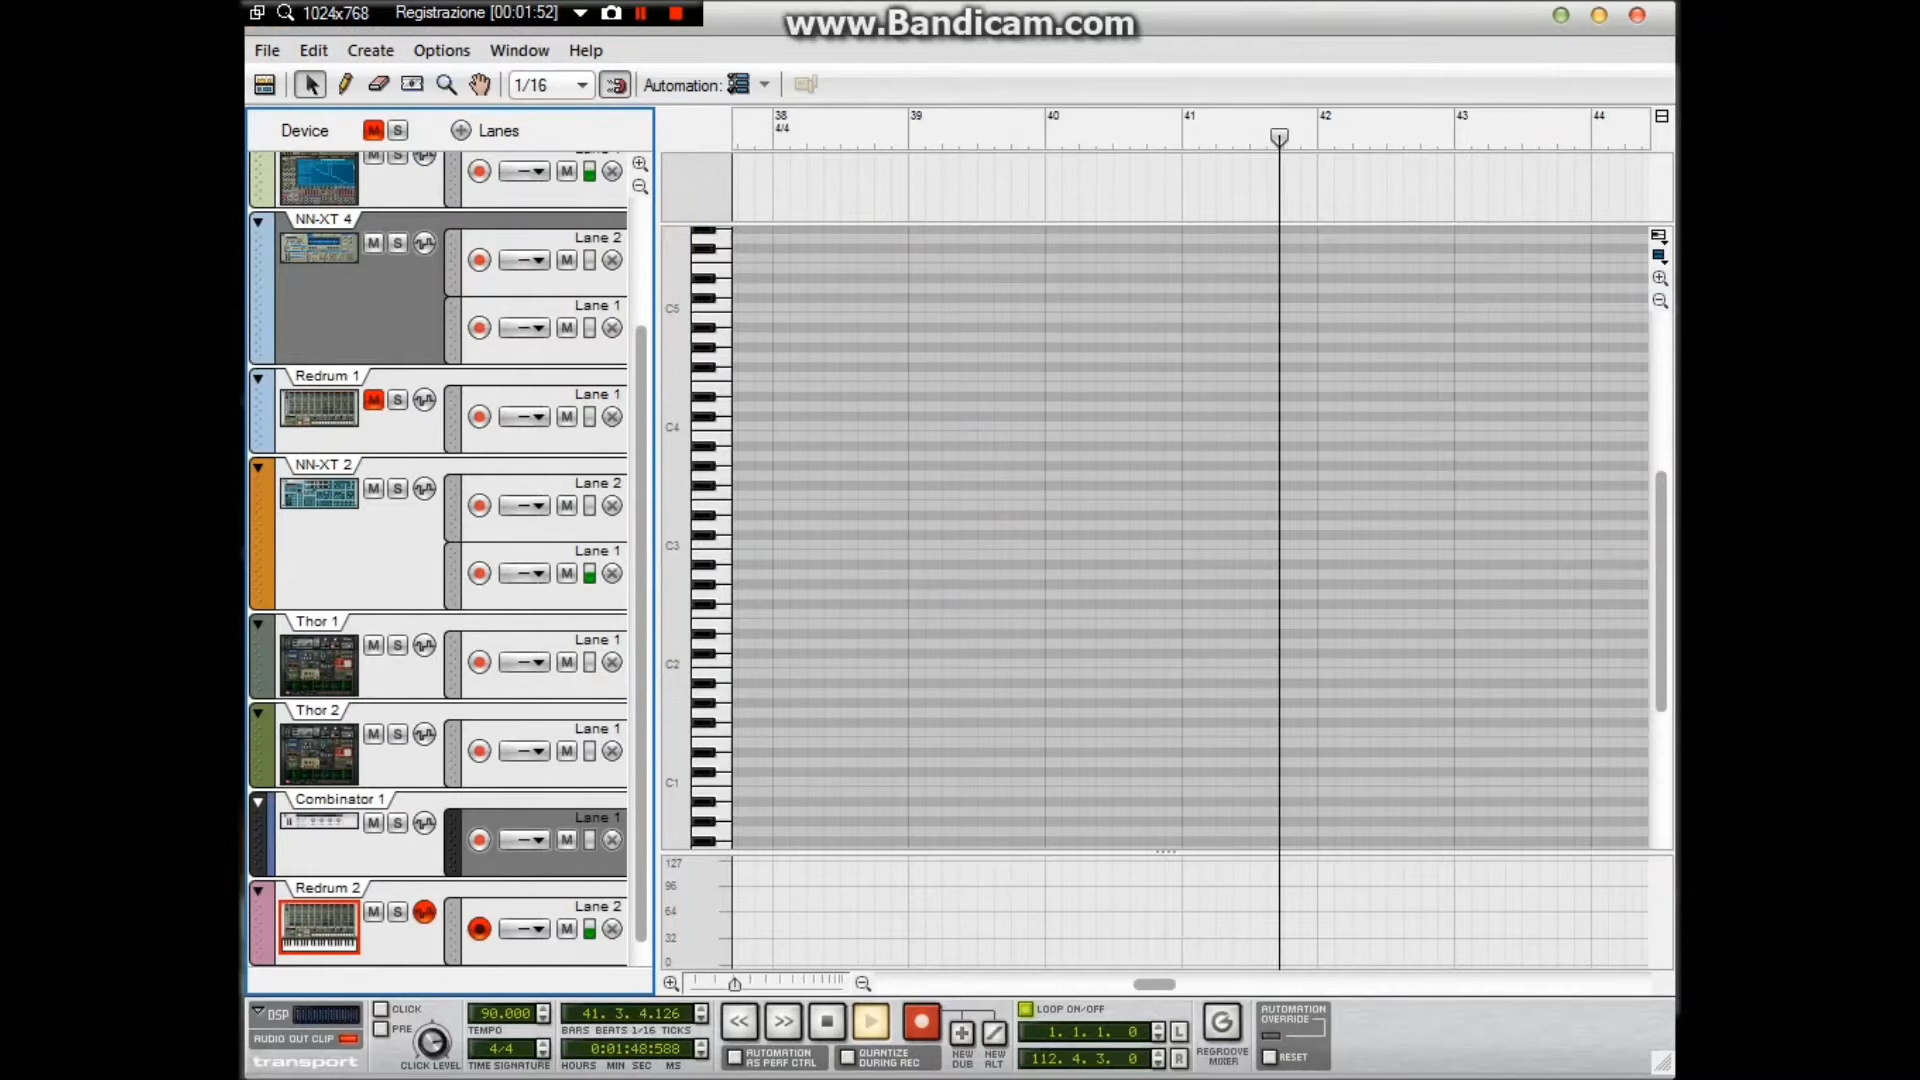 1024x768 Registrazione [00:01:52]
www.Bandicam.com
File Edit Create Options Window Help
1/16 Automation:
Device M S Lanes
38 39 40 41 42 43 44
4/4
M S M
NN-XT 4
M S Lane 2
M
Lane 1
M
Redrum 1
M S Lane 1
M
NN-XT 2
M S Lane 2
M
Lane 1
M
Thor 1
M S Lane 1
M
Thor 2
M S Lane 1
M
Combinator 1
M S Lane 1
M
Redrum 2
M S Lane 2
M
C5
C4
C3
C2
C1
127
96
64
32
0
DSP
AUDIO OUT CLIP
transport
CLICK
PRE
CLICK LEVEL
90.000
TEMPO
4/4
TIME SIGNATURE
41. 3. 4.126
BARS BEATS 1/16 TICKS
0:01:48:588
HOURS MIN SEC MS
AUTOMATION AS PERF CTRL
QUANTIZE DURING REC
NEW DUB
NEW ALT
LOOP ON/OFF
1. 1. 1. 0 L
112. 4. 3. 0 R
REGROOVE MIXER
AUTOMATION OVERRIDE
RESET